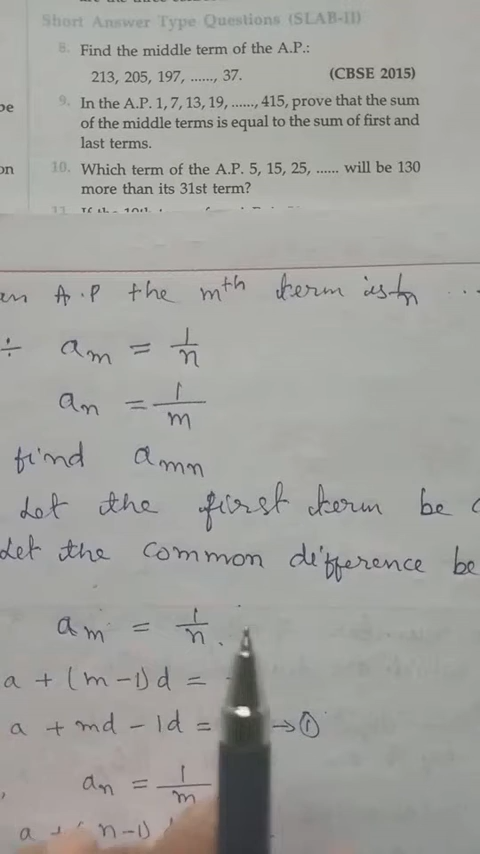 Short Answer Type Questions (SLAB-II)
8. Find the middle term of the A.P.:
213, 205, 197, ......, 37. (CBSE 2015)
9. In the A.P. 1, 7, 13, 19, ......, 415, prove that the sum
of the middle terms is equal to the sum of first and
last terms.
10. Which term of the A.P. 5, 15, 25, ...... will be 130
more than its 31st term?
A.P the mth term is 1/n ...
÷ am = 1/n
an = 1/m
find amn
Let the first term be
Let the common difference be
am = 1/n.
a + (m-1)d =
a + md - 1d = → ①
an = 1/m
a + (n-1)